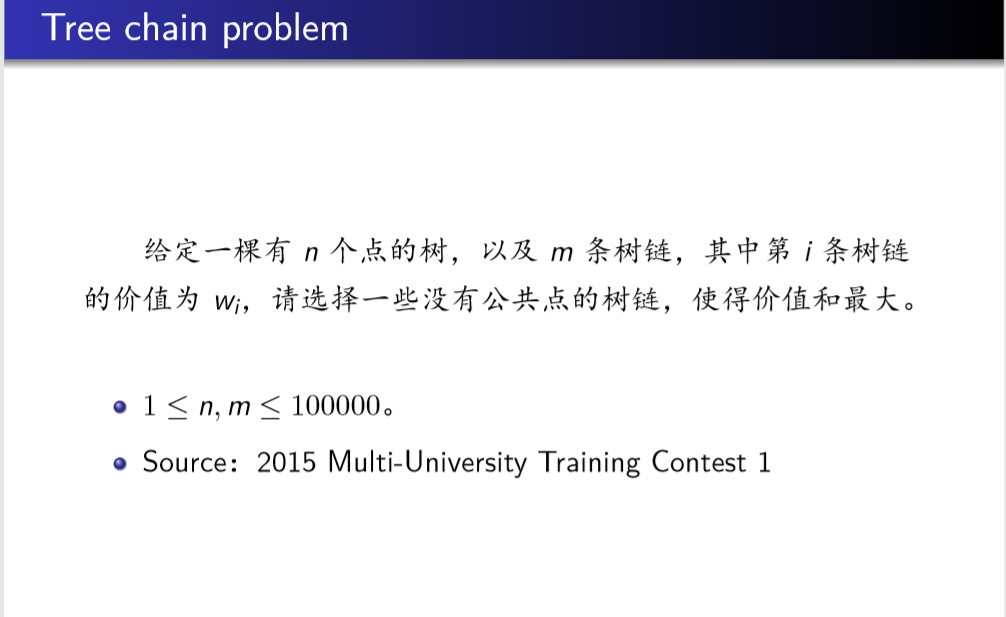 Tree chain problem
给定一棵有 n 个点的树，以及 m 条树链，其中第 i 条树链
的价值为 wᵢ，请选择一些没有公共点的树链，使得价值和最大。
1 ≤ n, m ≤ 100000。
Source：2015 Multi-University Training Contest 1